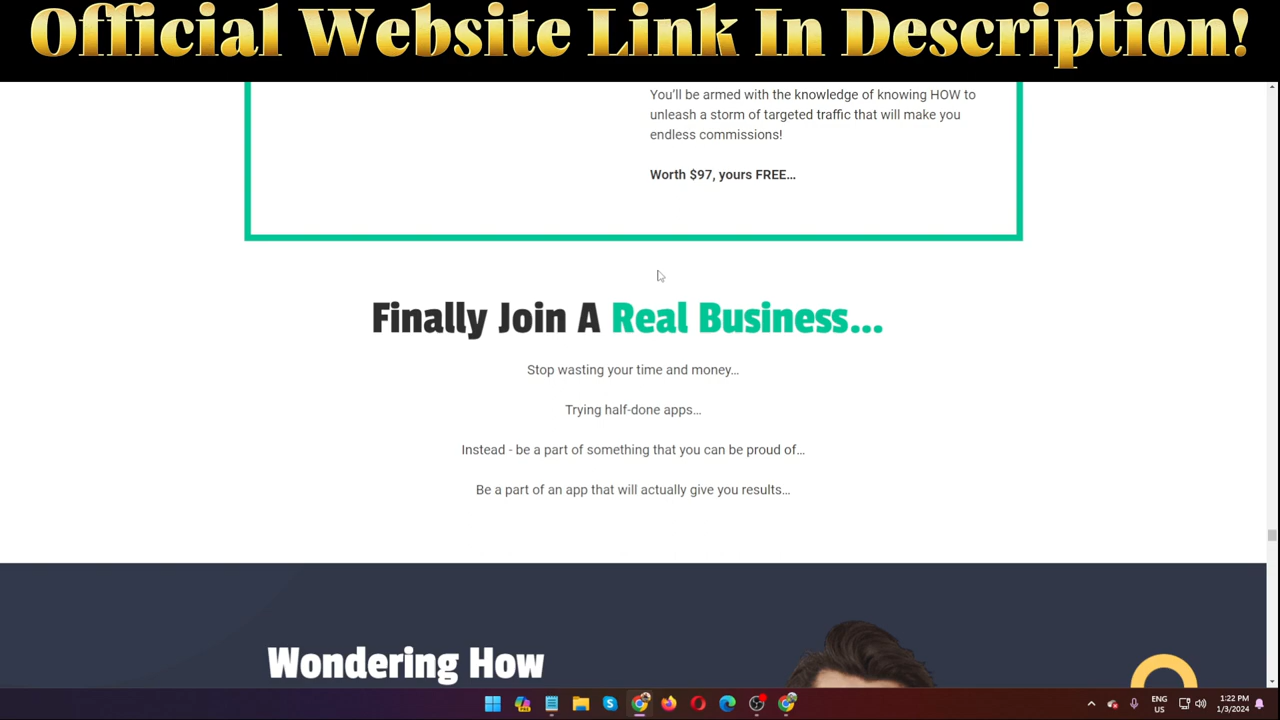 Official Website Link In Description!
You'll be armed with the knowledge of knowing HOW to
unleash a storm of targeted traffic that will make you
endless commissions!
Worth $97, yours FREE…
Finally Join A Real Business…
Stop wasting your time and money…
Trying half-done apps…
Instead - be a part of something that you can be proud of…
Be a part of an app that will actually give you results…
Wondering How
ENG
US
1:22 PM
1/3/2024